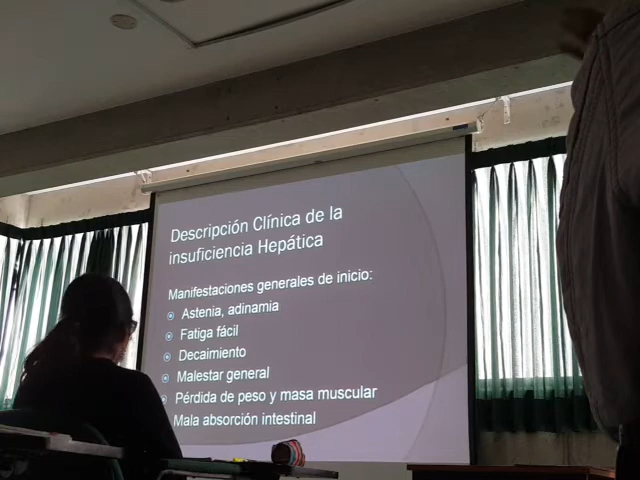 Descripción Clínica de la
insuficiencia Hepática
Manifestaciones generales de inicio:
Astenia, adinamia
Fatiga fácil
Decaimiento
Malestar general
Pérdida de peso y masa muscular
Mala absorción intestinal